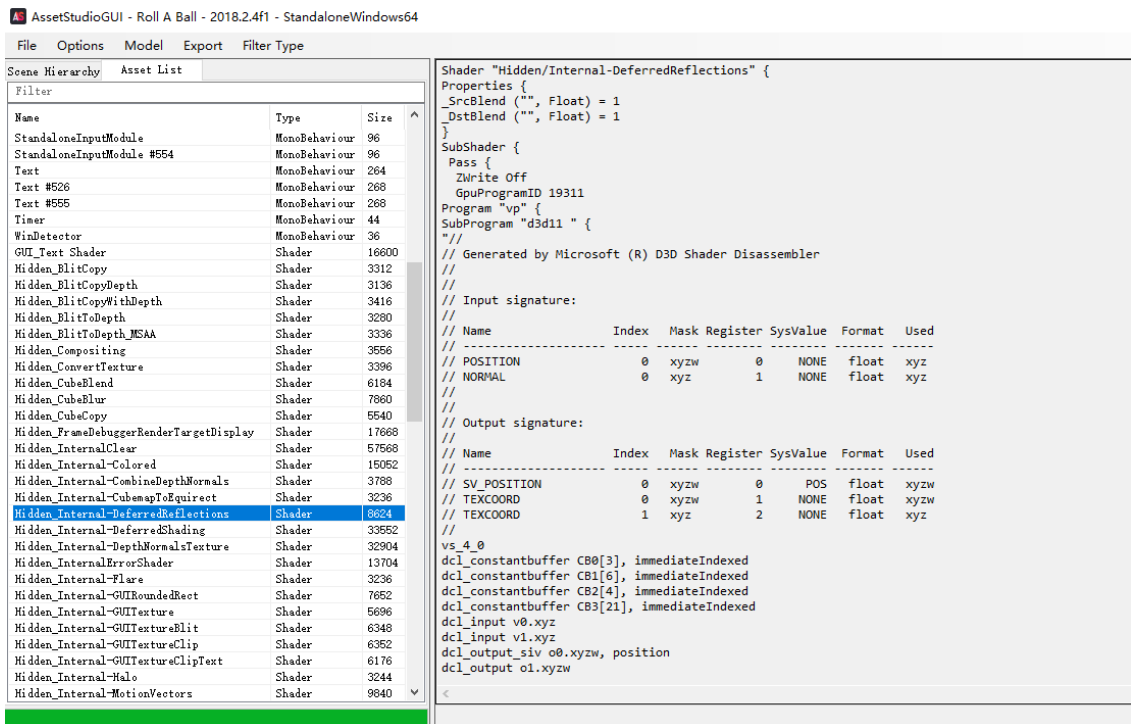 AS AssetStudioGUI - Roll A Ball - 2018.2.4f1 - StandaloneWindows64
File Options Model Export Filter Type
Scene Hierarchy Asset List
Filter
Name Type Size
StandaloneInputModule MonoBehaviour 96
StandaloneInputModule #554 MonoBehaviour 96
Text MonoBehaviour 264
Text #526 MonoBehaviour 268
Text #555 MonoBehaviour 268
Timer MonoBehaviour 44
WinDetector MonoBehaviour 36
GUI_Text Shader Shader 16600
Hidden_BlitCopy Shader 3312
Hidden_BlitCopyDepth Shader 3136
Hidden_BlitCopyWithDepth Shader 3416
Hidden_BlitToDepth Shader 3280
Hidden_BlitToDepth_MSAA Shader 3336
Hidden_Compositing Shader 3556
Hidden_ConvertTexture Shader 3396
Hidden_CubeBlend Shader 6184
Hidden_CubeBlur Shader 7860
Hidden_CubeCopy Shader 5540
Hidden_FrameDebuggerRenderTargetDisplay Shader 17668
Hidden_InternalClear Shader 57568
Hidden_Internal-Colored Shader 15052
Hidden_Internal-CombineDepthNormals Shader 3788
Hidden_Internal-CubemapToEquirect Shader 3236
Hidden_Internal-DeferredReflections Shader 8624
Hidden_Internal-DeferredShading Shader 33552
Hidden_Internal-DepthNormalsTexture Shader 32904
Hidden_InternalErrorShader Shader 13704
Hidden_Internal-Flare Shader 3236
Hidden_Internal-GUIRoundedRect Shader 7652
Hidden_Internal-GUITexture Shader 5696
Hidden_Internal-GUITextureBlit Shader 6348
Hidden_Internal-GUITextureClip Shader 6352
Hidden_Internal-GUITextureClipText Shader 6176
Hidden_Internal-Halo Shader 3244
Hidden_Internal-MotionVectors Shader 9840
Shader "Hidden/Internal-DeferredReflections" {
Properties {
_SrcBlend ("", Float) = 1
_DstBlend ("", Float) = 1
}
SubShader {
Pass {
ZWrite Off
GpuProgramID 19311
Program "vp" {
SubProgram "d3d11 " {
"//
// Generated by Microsoft (R) D3D Shader Disassembler
//
//
// Input signature:
//
// Name Index Mask Register SysValue Format Used
// -------------------- ----- ------ -------- -------- ------- ------
// POSITION 0 xyzw 0 NONE float xyz
// NORMAL 0 xyz 1 NONE float xyz
//
//
// Output signature:
//
// Name Index Mask Register SysValue Format Used
// -------------------- ----- ------ -------- -------- ------- ------
// SV_POSITION 0 xyzw 0 POS float xyzw
// TEXCOORD 0 xyzw 1 NONE float xyzw
// TEXCOORD 1 xyz 2 NONE float xyz
//
vs_4_0
dcl_constantbuffer CB0[3], immediateIndexed
dcl_constantbuffer CB1[6], immediateIndexed
dcl_constantbuffer CB2[4], immediateIndexed
dcl_constantbuffer CB3[21], immediateIndexed
dcl_input v0.xyz
dcl_input v1.xyz
dcl_output_siv o0.xyzw, position
dcl_output o1.xyzw